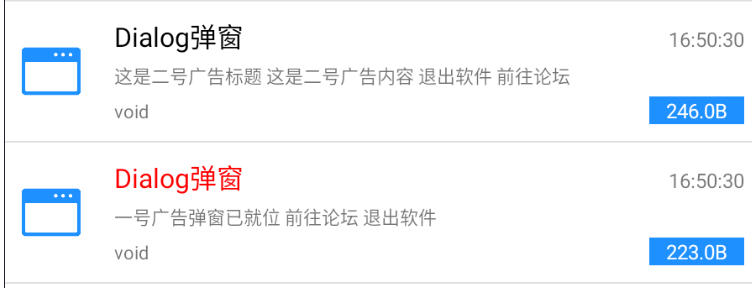 Dialog弹窗
16:50:30
这是二号广告标题 这是二号广告内容 退出软件 前往论坛
void
246.0B
Dialog弹窗
16:50:30
一号广告弹窗已就位 前往论坛 退出软件
void
223.0B